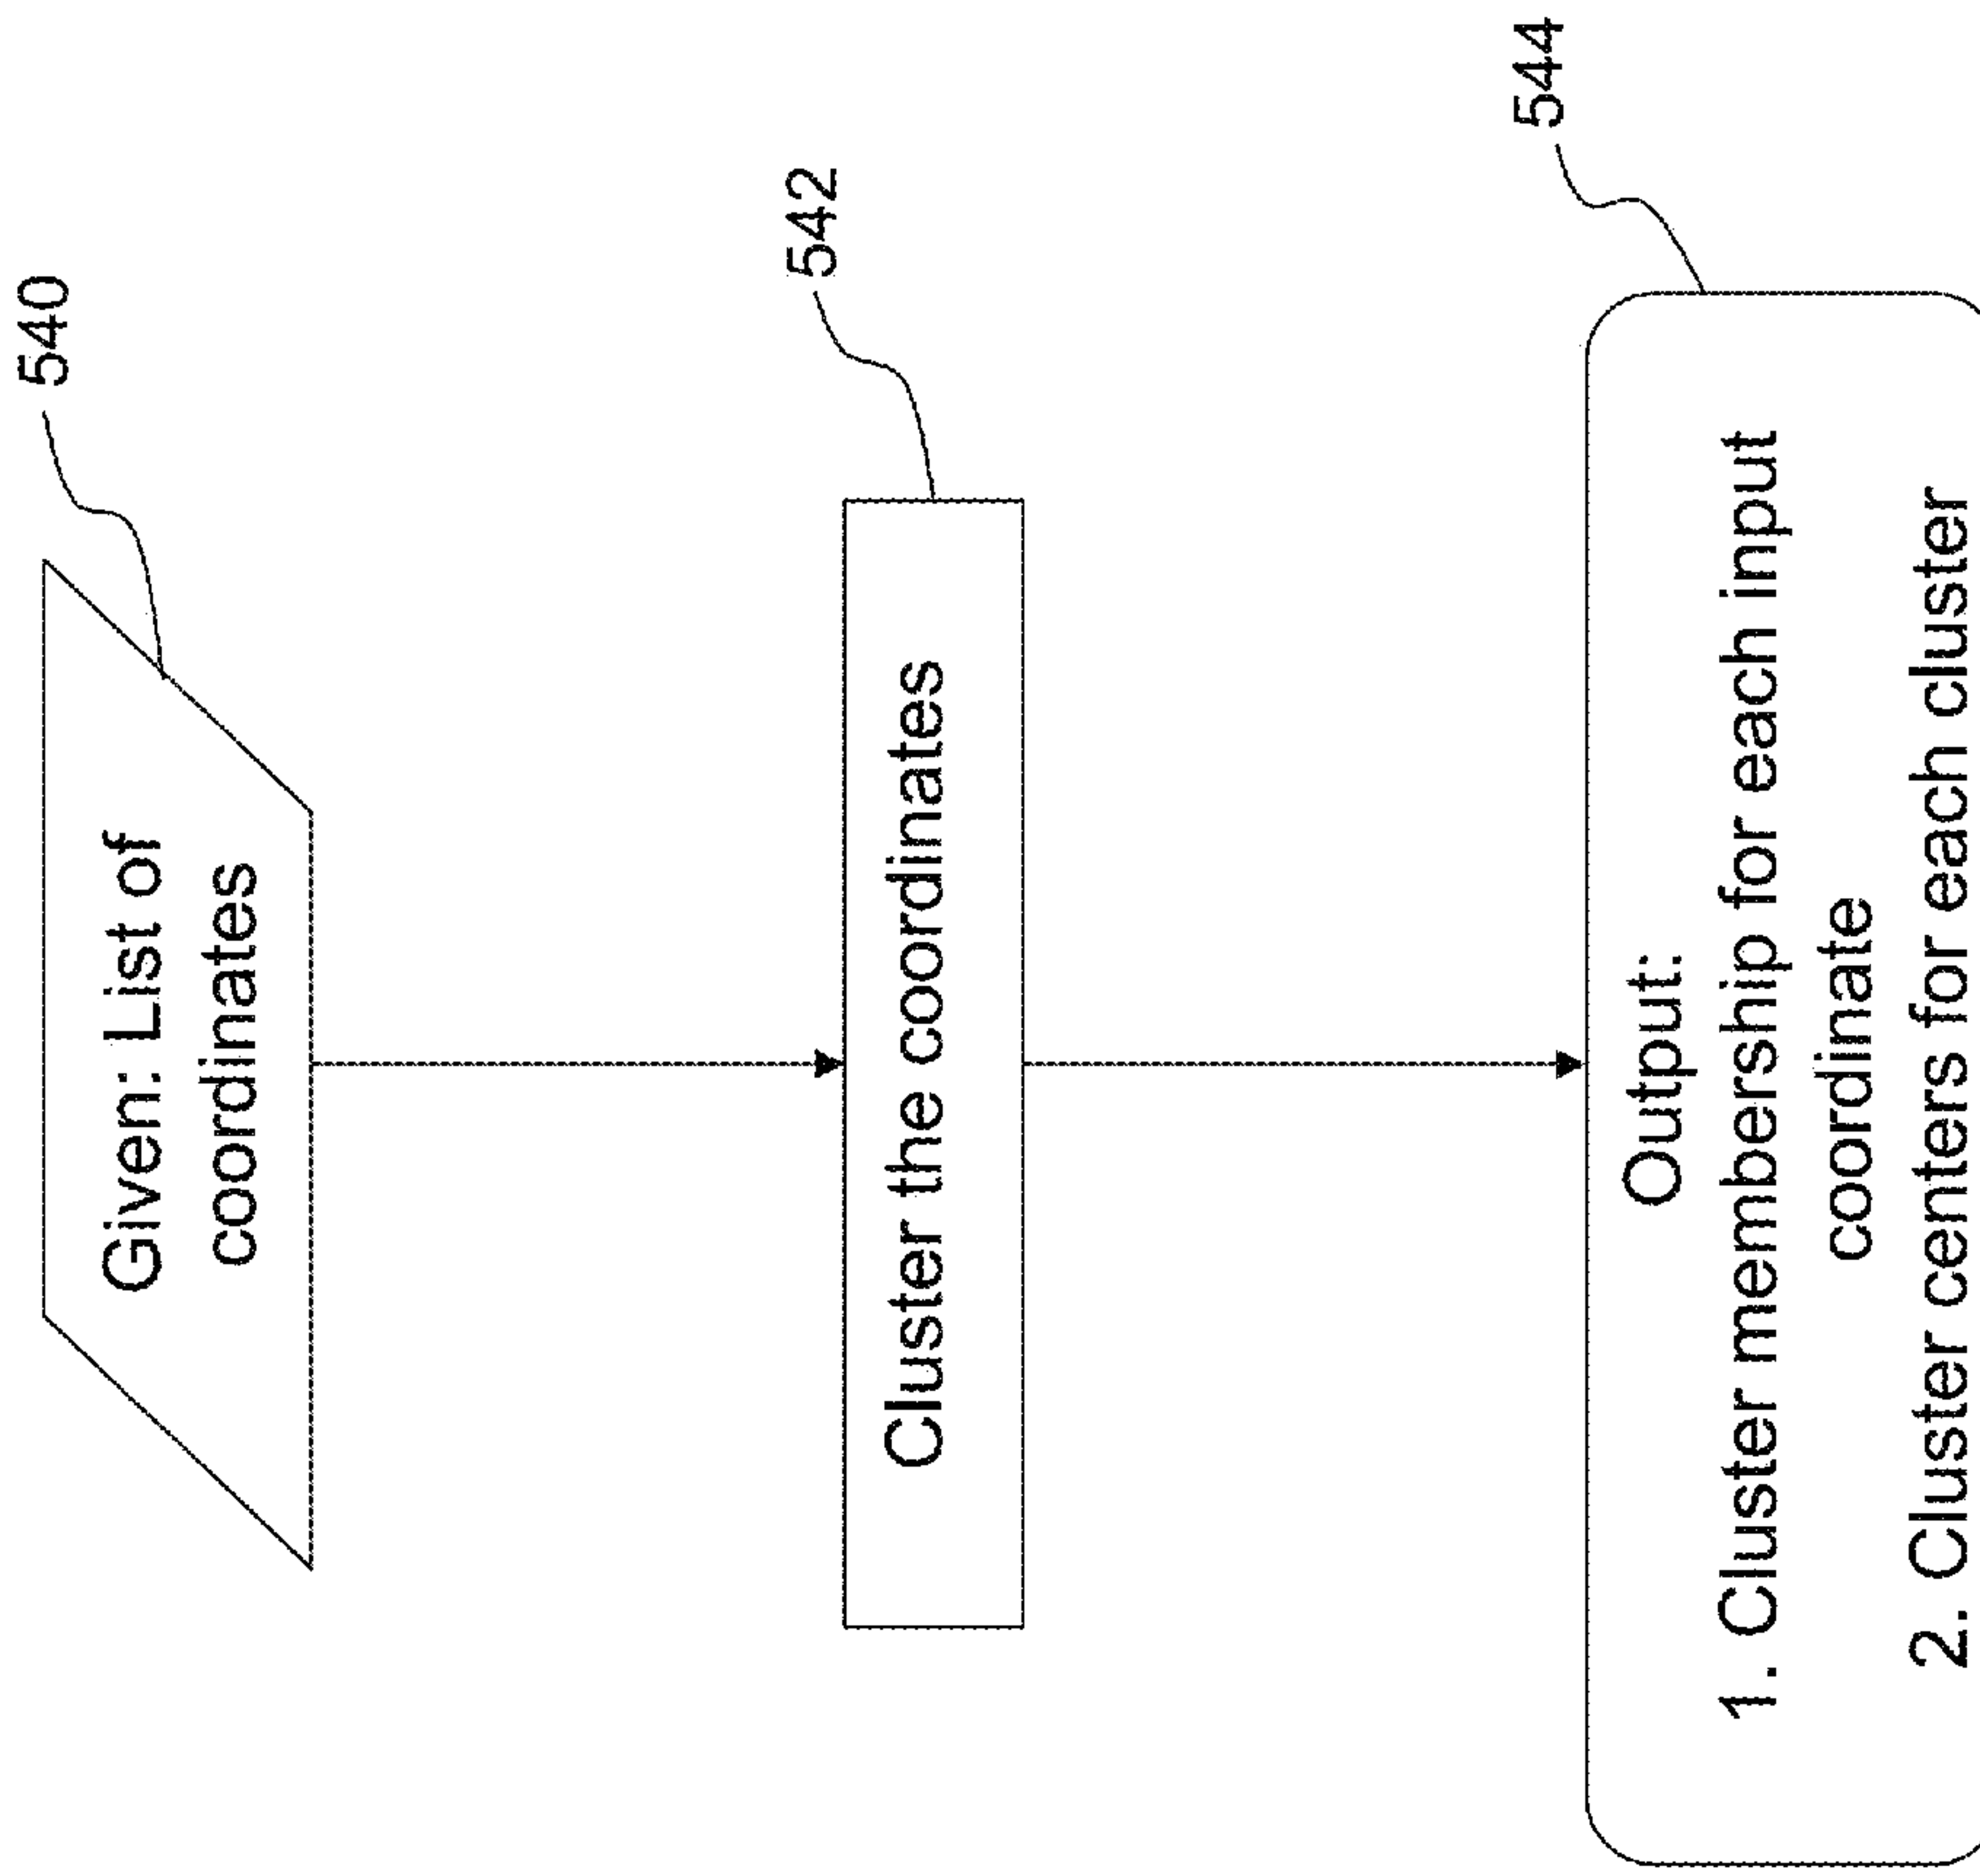 540
Given: List of
coordinates
542
Cluster the coordinates
544
Output:
1. Cluster membership for each input
coordinate
2. Cluster centers for each cluster